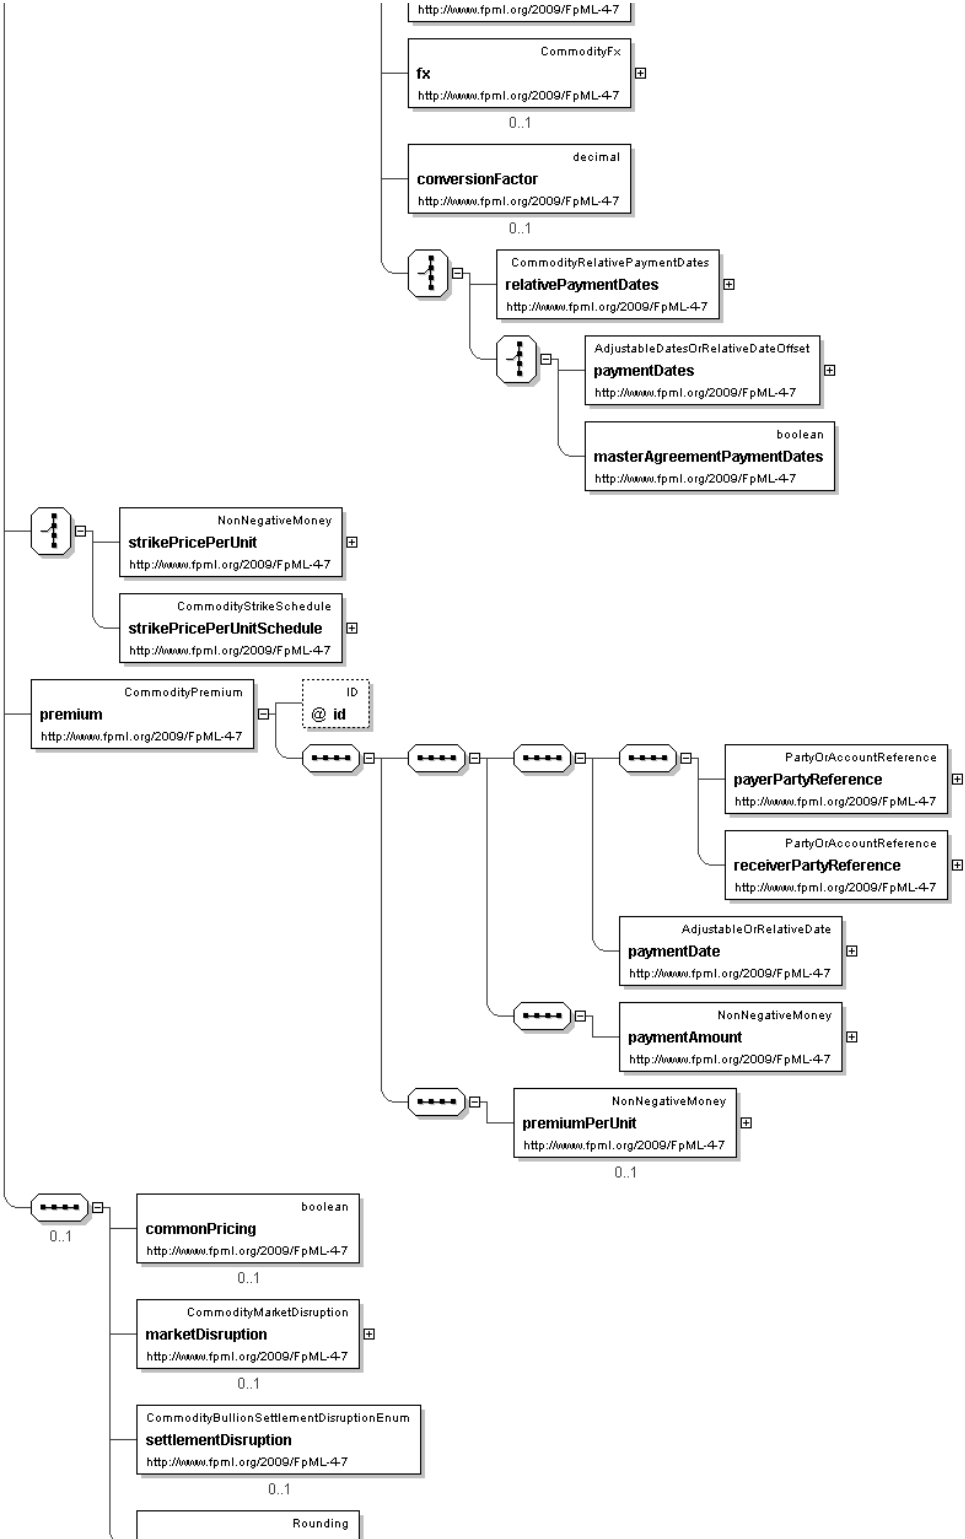 http://www.fpml.org/2009/FpML-4-7
CommodityFx
fx
http://www.fpml.org/2009/FpML-4-7
0..1
decimal
conversionFactor
http://www.fpml.org/2009/FpML-4-7
0..1
CommodityRelativePaymentDates
relativePaymentDates
http://www.fpml.org/2009/FpML-4-7
AdjustableDatesOrRelativeDateOffset
paymentDates
http://www.fpml.org/2009/FpML-4-7
boolean
masterAgreementPaymentDates
http://www.fpml.org/2009/FpML-4-7
NonNegativeMoney
strikePricePerUnit
http://www.fpml.org/2009/FpML-4-7
CommodityStrikeSchedule
strikePricePerUnitSchedule
http://www.fpml.org/2009/FpML-4-7
CommodityPremium
premium
http://www.fpml.org/2009/FpML-4-7
ID
@ id
PartyOrAccountReference
payerPartyReference
http://www.fpml.org/2009/FpML-4-7
PartyOrAccountReference
receiverPartyReference
http://www.fpml.org/2009/FpML-4-7
AdjustableOrRelativeDate
paymentDate
http://www.fpml.org/2009/FpML-4-7
NonNegativeMoney
paymentAmount
http://www.fpml.org/2009/FpML-4-7
NonNegativeMoney
premiumPerUnit
http://www.fpml.org/2009/FpML-4-7
0..1
0..1
boolean
commonPricing
http://www.fpml.org/2009/FpML-4-7
0..1
CommodityMarketDisruption
marketDisruption
http://www.fpml.org/2009/FpML-4-7
0..1
CommodityBullionSettlementDisruptionEnum
settlementDisruption
http://www.fpml.org/2009/FpML-4-7
0..1
Rounding